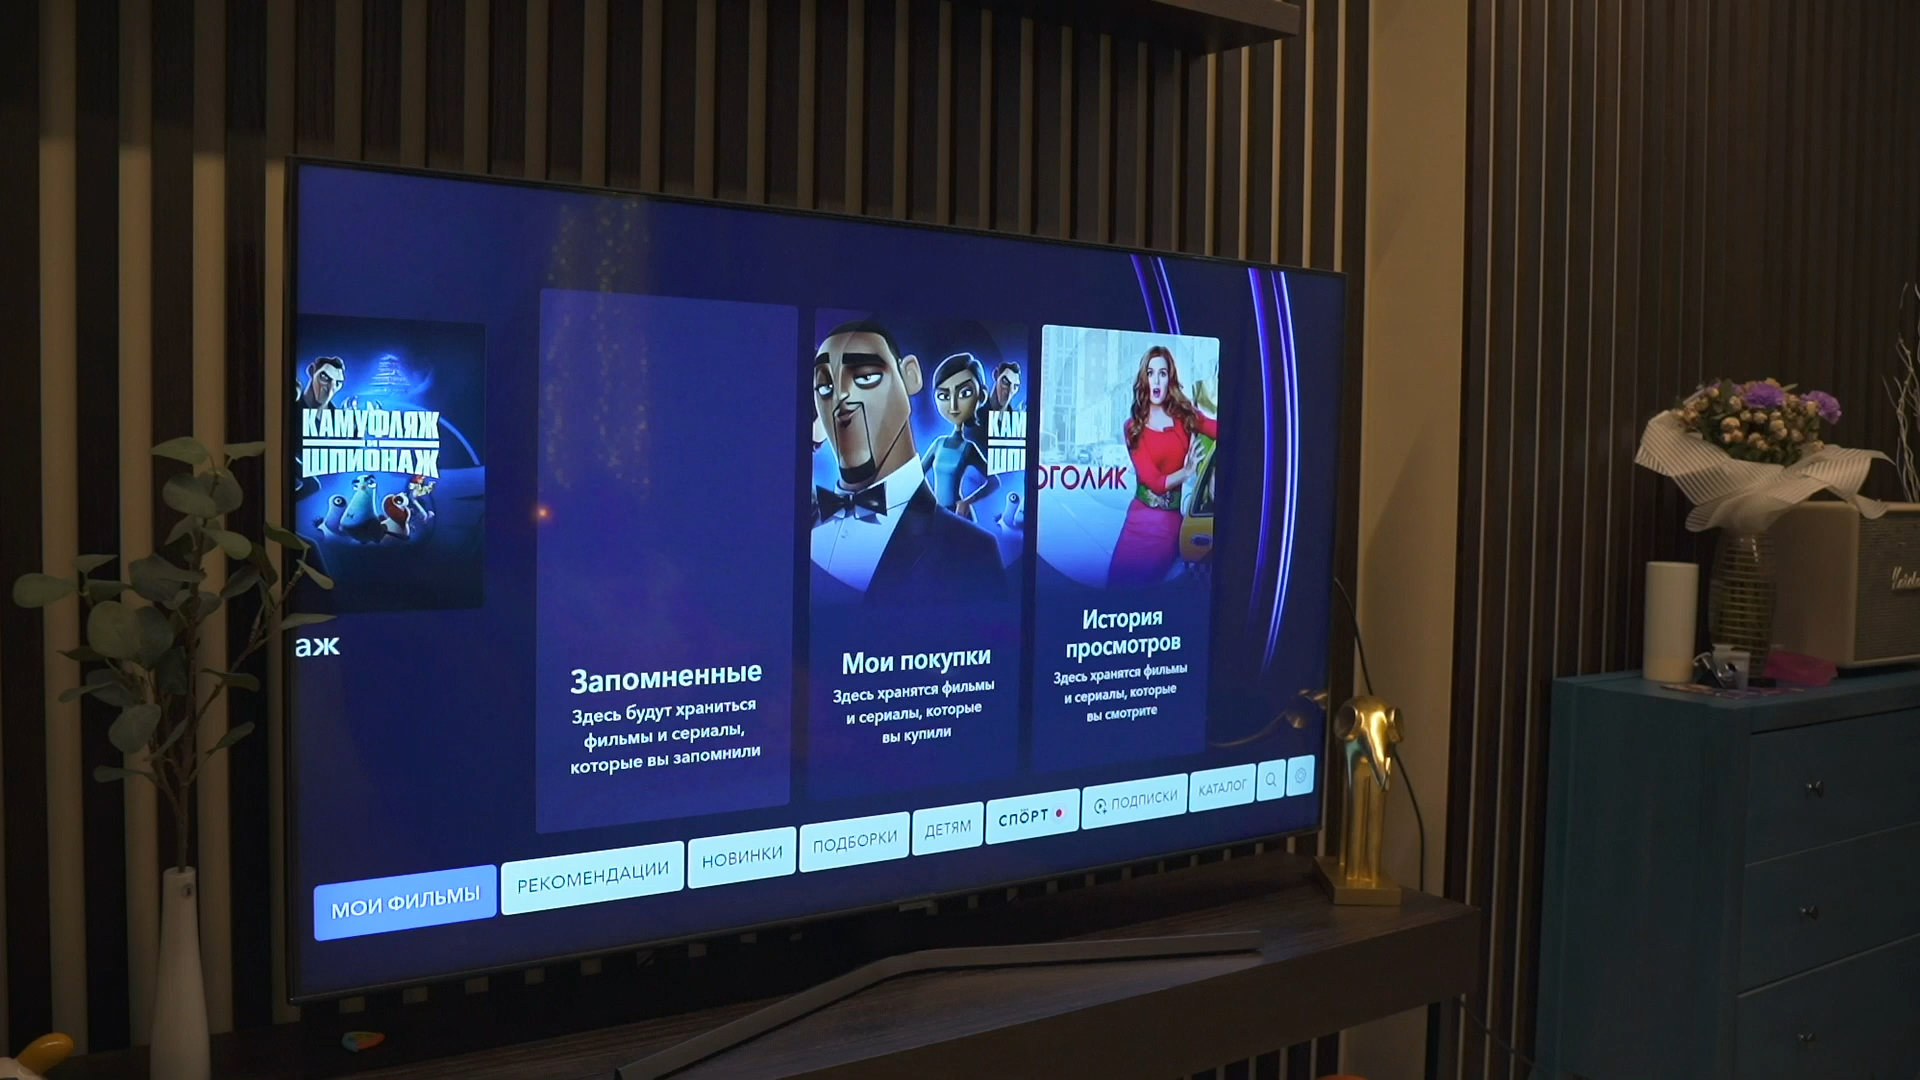 КАМУФЛЯЖ
И
ШПИОНАЖ
аж
Запомненные
Здесь будут храниться
фильмы и сериалы,
которые вы запомнили
КАМ
ШПИ
Мои покупки
Здесь хранятся фильмы
и сериалы, которые
вы купили
ОГОЛИК
История
просмотров
Здесь хранятся фильмы
и сериалы, которые
вы смотрите
МОИ ФИЛЬМЫ
РЕКОМЕНДАЦИИ
НОВИНКИ
ПОДБОРКИ
ДЕТЯМ
СПОРТ
ПОДПИСКИ
КАТАЛОГ